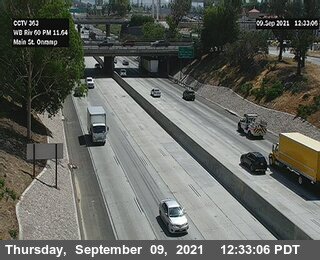 CCTV 263
WB Riv 60 PM 11.64
Main St. Onramp
09.Sep 2021 12:33:06
Thursday, September 09, 2021 12:33:06 PDT